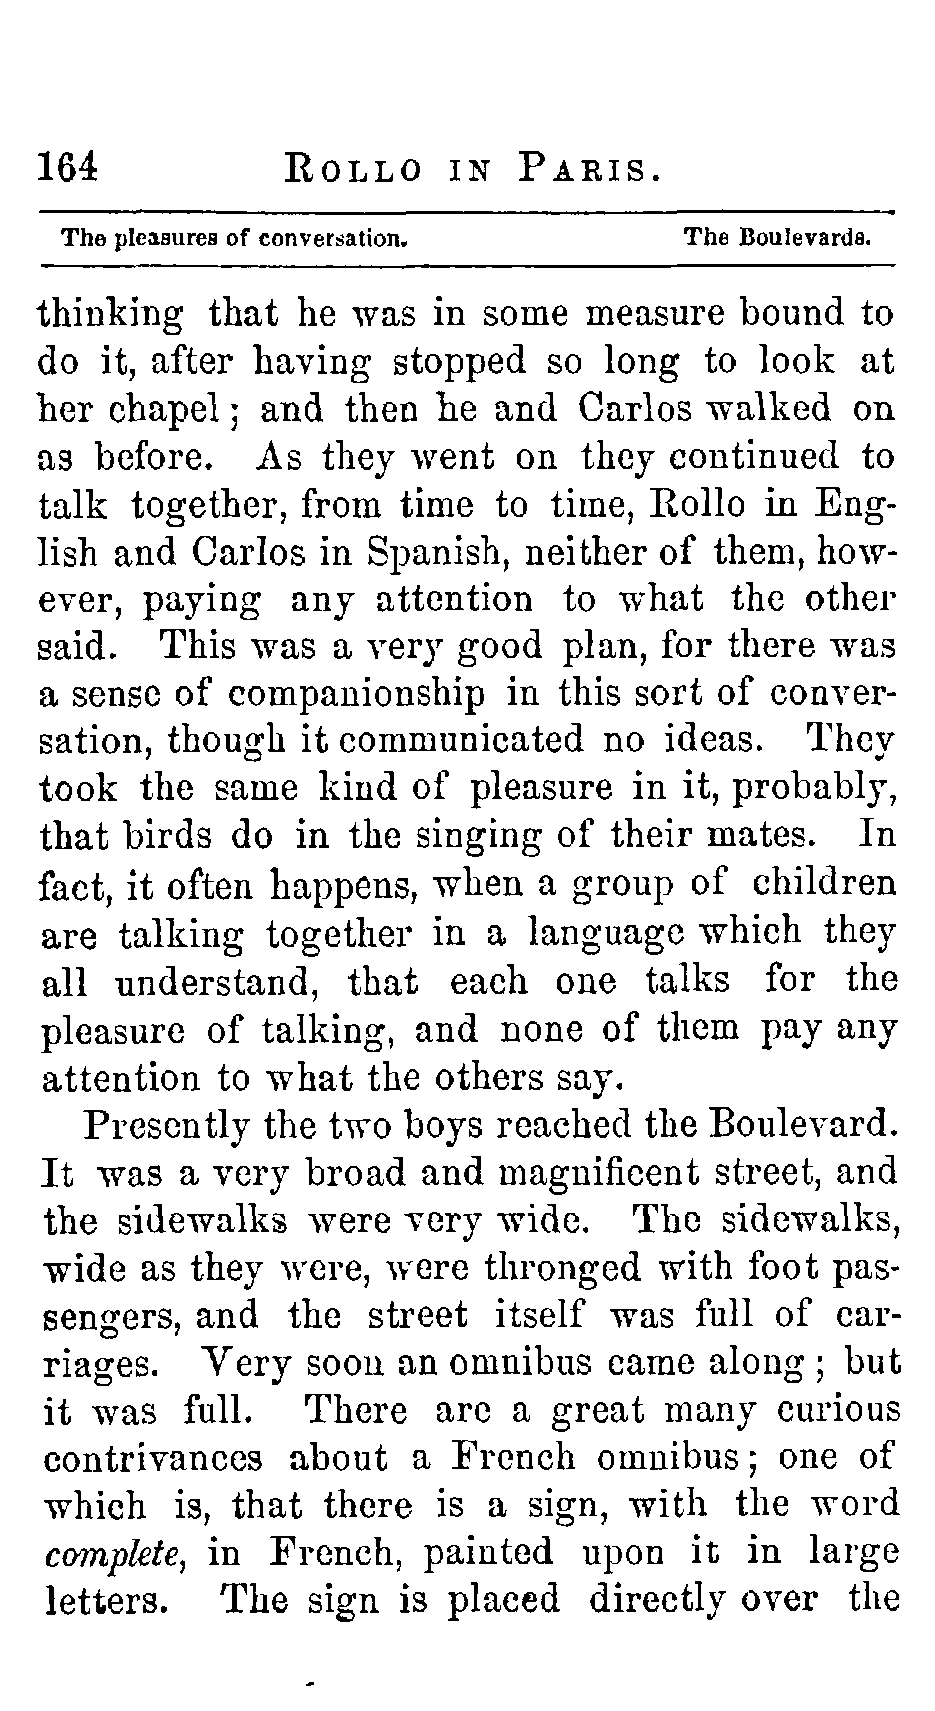 164 ROLLO IN PARIS.
The pleasures of conversation. The Boulevards.
thinking that he was in some measure bound to
do it, after having stopped so long to look at
her chapel; and then he and Carlos walked on
as before. As they went on they continued to
talk together, from time to time, Rollo in Eng-
lish and Carlos in Spanish, neither of them, how-
ever, paying any attention to what the other
said. This was a very good plan, for there was
a sense of companionship in this sort of conver-
sation, though it communicated no ideas. They
took the same kind of pleasure in it, probably,
that birds do in the singing of their mates. In
fact, it often happens, when a group of children
are talking together in a language which they
all understand, that each one talks for the
pleasure of talking, and none of them pay any
attention to what the others say.
Presently the two boys reached the Boulevard.
It was a very broad and magnificent street, and
the sidewalks were very wide. The sidewalks,
wide as they were, were thronged with foot pas-
sengers, and the street itself was full of car-
riages. Very soon an omnibus came along; but
it was full. There are a great many curious
contrivances about a French omnibus; one of
which is, that there is a sign, with the word
complete, in French, painted upon it in large
letters. The sign is placed directly over the